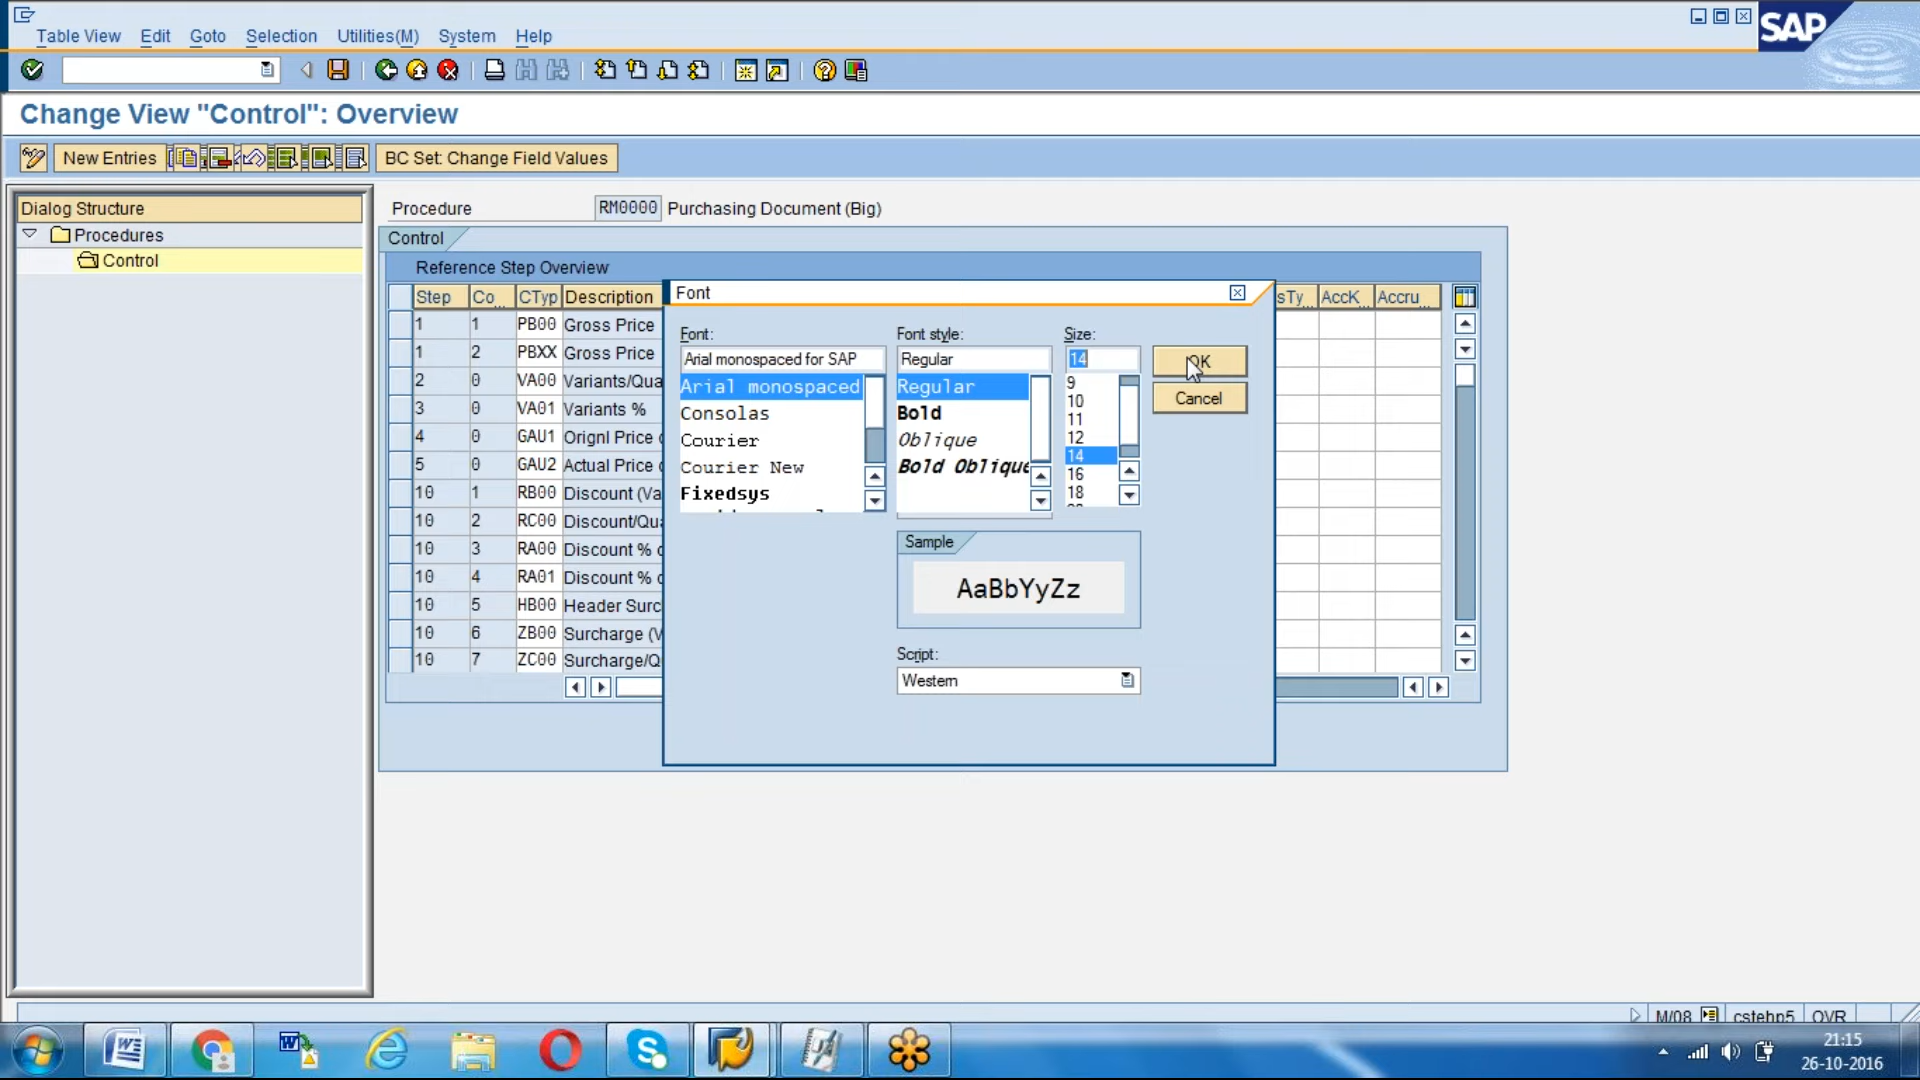 Table View Edit Goto Selection Utilities(M) System Help
SAP
Change View "Control": Overview
New Entries BC Set: Change Field Values
Dialog Structure
Procedures
Control
Procedure RM0000 Purchasing Document (Big)
Control
Reference Step Overview
Step Co... CTyp Description sTy... AccK... Accru...
1 1 PB00 Gross Price
1 2 PBXX Gross Price
2 0 VA00 Variants/Qua
3 0 VA01 Variants %
4 0 GAU1 Orignl Price
5 0 GAU2 Actual Price
10 1 RB00 Discount (Va
10 2 RC00 Discount/Qua
10 3 RA00 Discount %
10 4 RA01 Discount %
10 5 HB00 Header Surc
10 6 ZB00 Surcharge (V
10 7 ZC00 Surcharge/Q
Font
Font: Font style: Size:
Arial monospaced for SAP Regular 14 OK
Arial monospaced
Consolas
Courier
Courier New
Fixedsys
Regular
Bold
Oblique
Bold Oblique
9
10
11
12
14
16
18
Cancel
Sample
AaBbYyZz
Script:
Western
M/08 cstehp5 OVR
21:15
26-10-2016